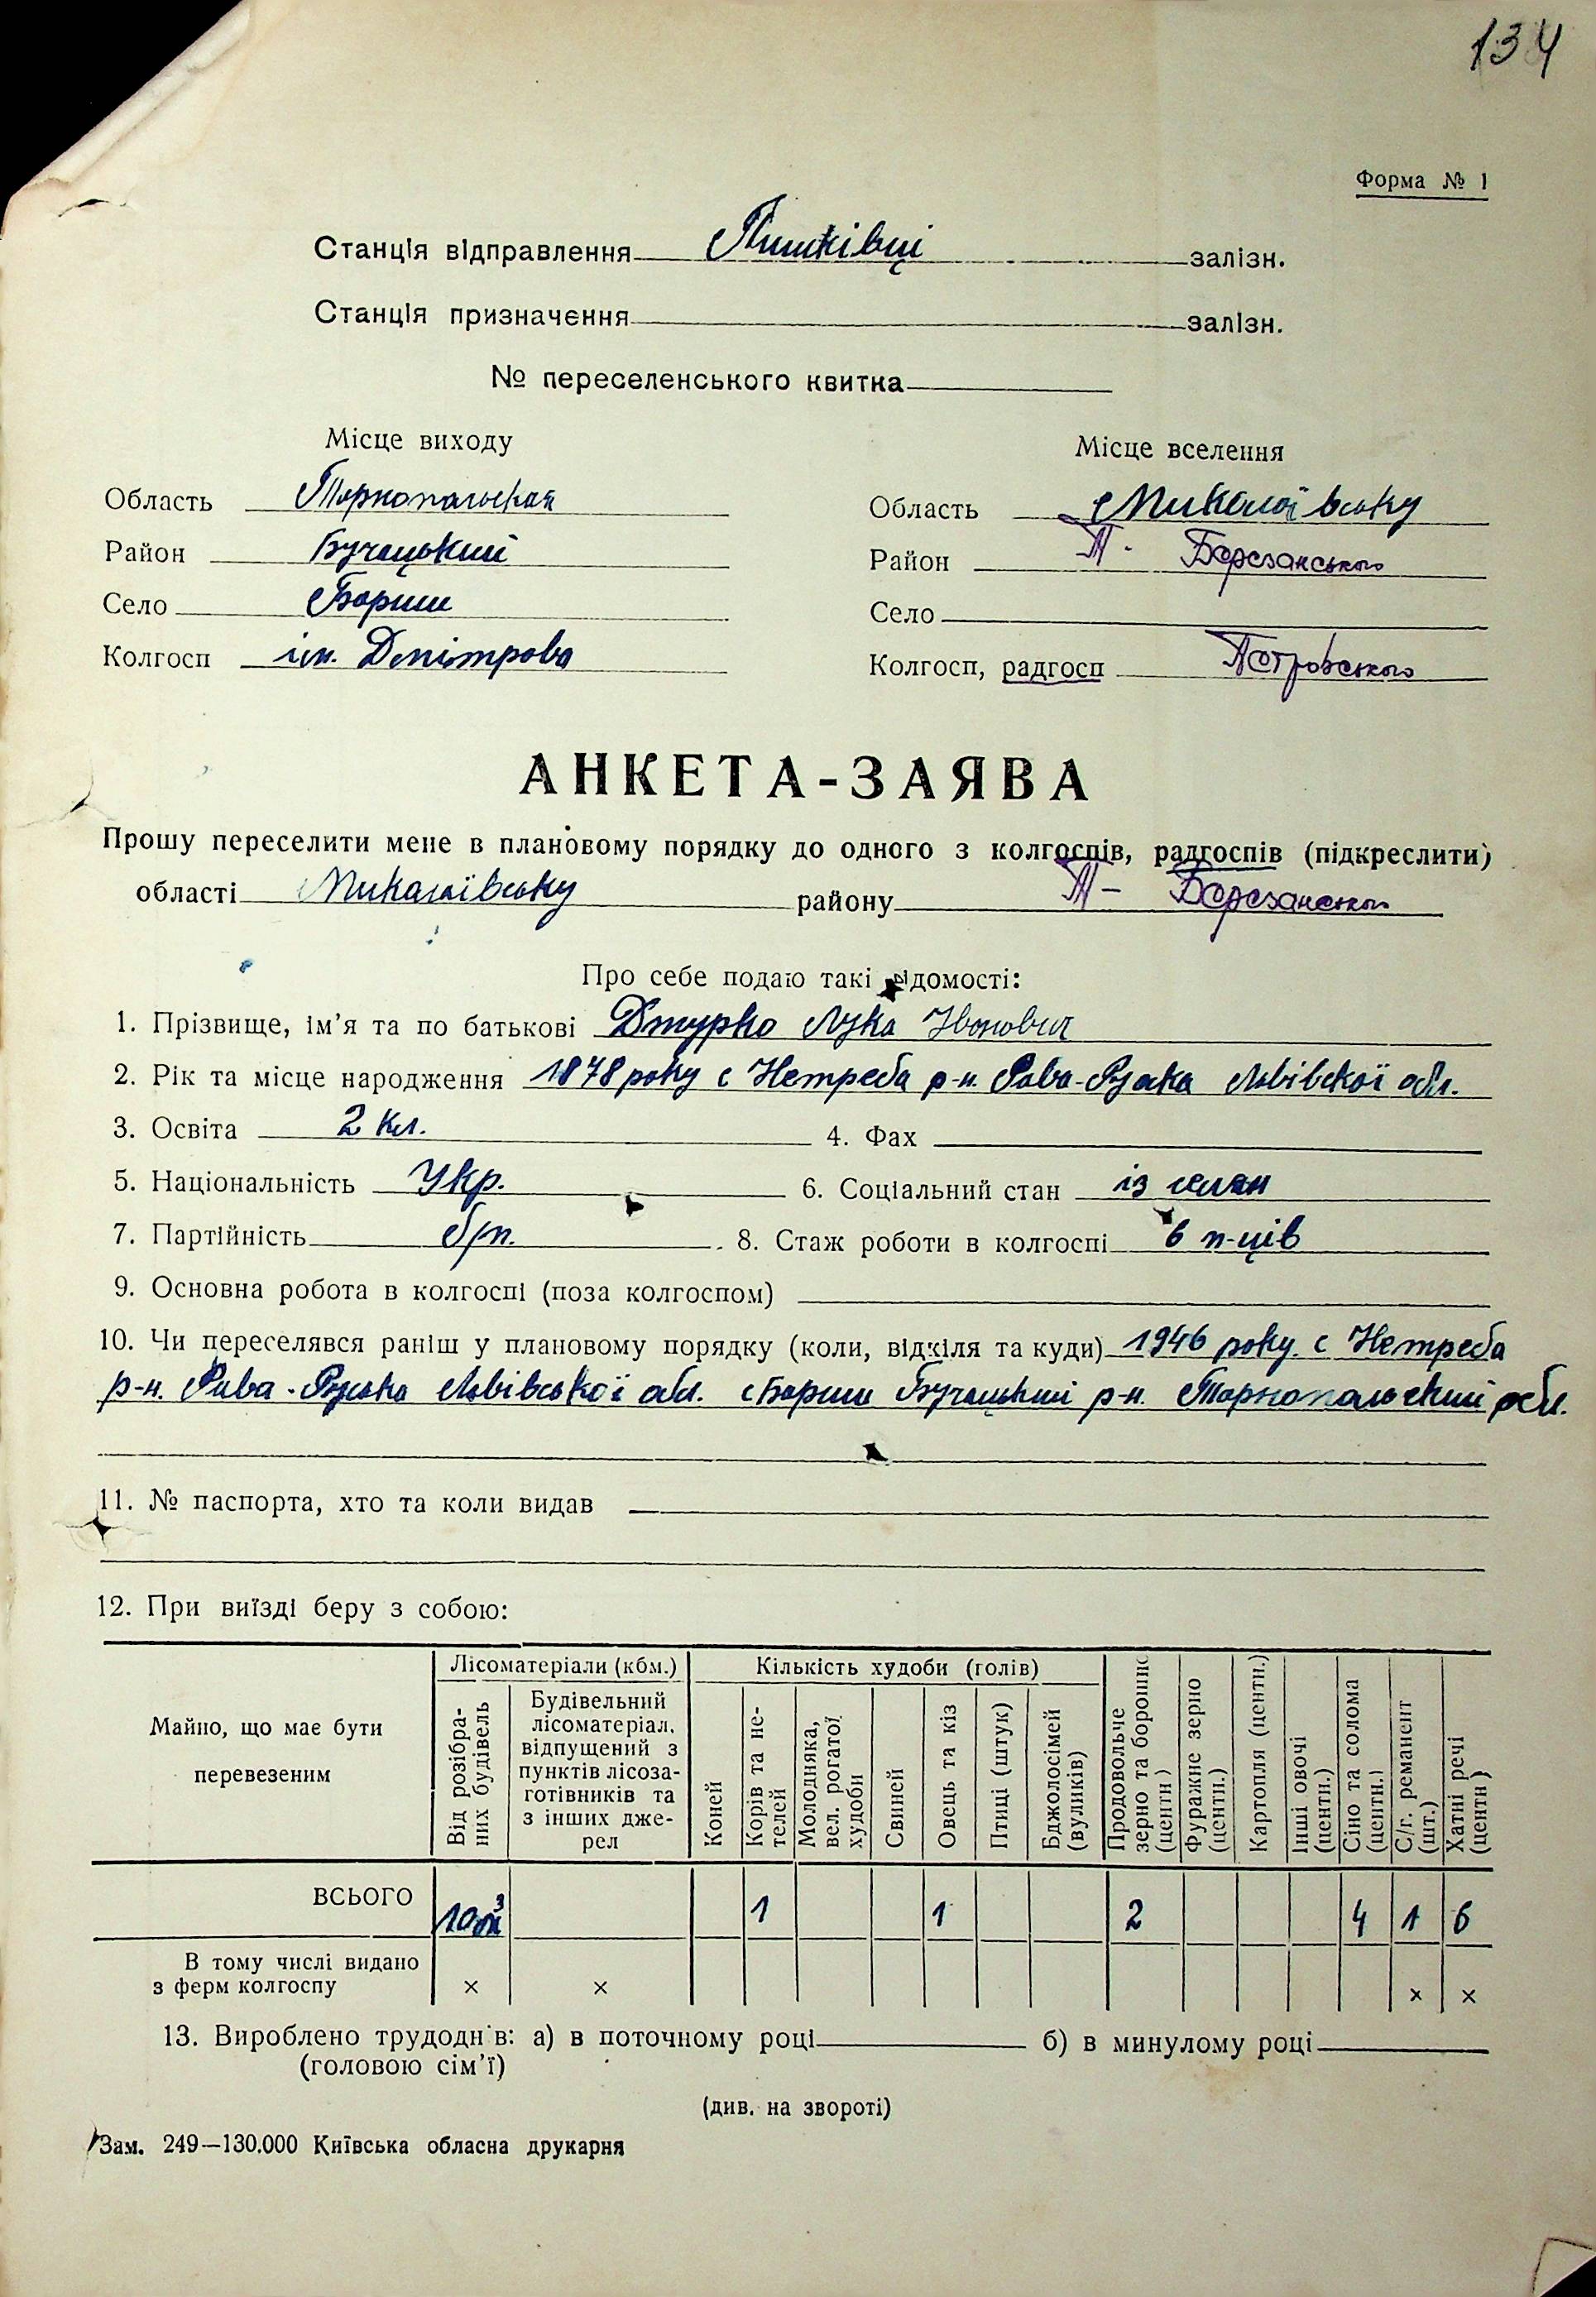 134
Форма № 1
Станція відправлення Пишківці залізн.
Станція призначення залізн.
№ переселенського квитка
Місце виходу
Місце вселення
Область Тернопольская
Область Миколаївську
Район Бучацький
Район Т- Березанського
Село Бориш
Село
Колгосп ім. Дмітрова
Колгосп, радгосп Петровського
АНКЕТА-ЗАЯВА
Прошу переселити мене в плановому порядку до одного з колгоспів, радгоспів (підкреслити)
області Миколаївську району Т- Березанського
Про себе подаю такі відомості:
1. Прізвище, ім'я та по батькові Дмурко Лука Іванович
2. Рік та місце народження 1878 року с Нетреба р-н. Рава-Руська Львівскої обл.
3. Освіта 2 кл. 4. Фах
5. Національність Укр. 6. Соціальний стан із селян
7. Партійність б/п. 8. Стаж роботи в колгоспі 6 м-ців
9. Основна робота в колгоспі (поза колгоспом)
10. Чи переселявся раніш у плановому порядку (коли, відкіля та куди) 1946 року. с Нетреба
р-н. Рава-Руська Львівської обл. с Бориш Бучацький р-н. Тернопольский обл.
11. № паспорта, хто та коли видав
12. При виїзді беру з собою:
Майно, що має бути перевезеним
Лісоматеріали (кбм.)
Від розібраних будівель
Будівельний лісоматеріал, відпущений з пунктів лісозаготівників та з інших джерел
Кількість худоби (голів)
Коней
Корів та нетелей
Молодняка, вел. рогатої худоби
Свиней
Овець та кіз
Птиці (штук)
Бджолосімей (вуликів)
Продовольче зерно та борошно (центн.)
Фуражне зерно (центн.)
Картопля (центн.)
Інші овочі (центн.)
Сіно та солома (центн.)
С/г. реманент (шт.)
Хатні речі (центн)
ВСЬОГО 10 м³ 1 1 2 4 1 6
В тому числі видано з ферм колгоспу × × × ×
13. Вироблено трудоднів: а) в поточному році б) в минулому році
(головою сім'ї)
(див. на звороті)
Зам. 249—130.000 Київська обласна друкарня